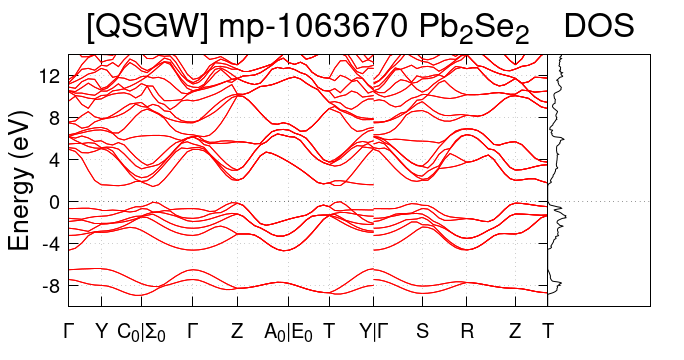 [QSGW] mp-1063670 Pb₂Se₂ DOS
Energy (eV)
12
8
4
0
-4
-8
Γ Y C₀|Σ₀ Γ Z A₀|E₀ T Y|Γ S R Z T